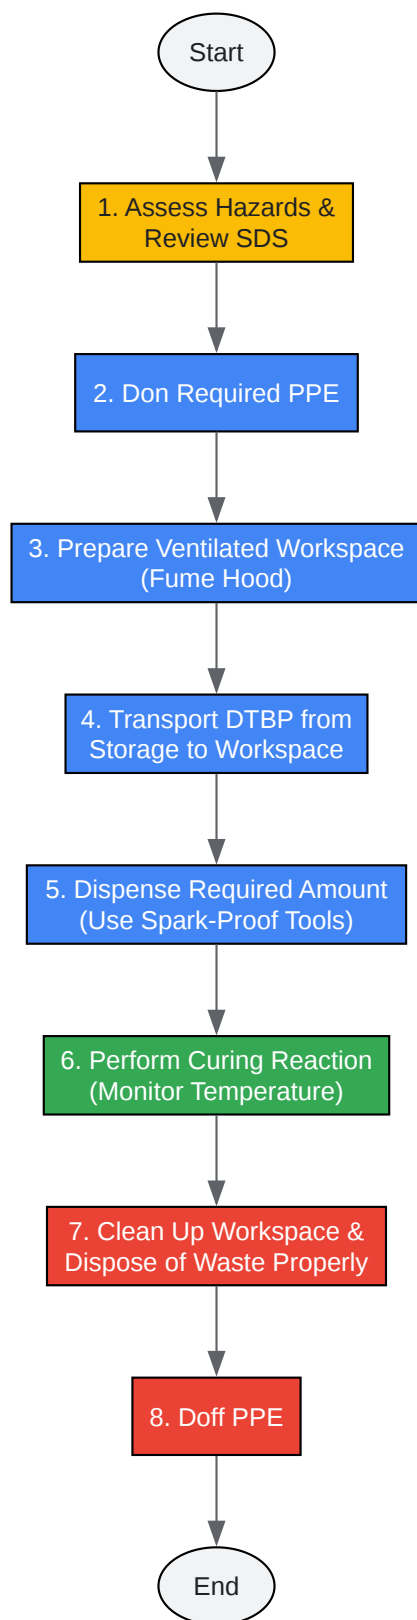 Start
1. Assess Hazards &
Review SDS
2. Don Required PPE
3. Prepare Ventilated Workspace
(Fume Hood)
4. Transport DTBP from
Storage to Workspace
5. Dispense Required Amount
(Use Spark-Proof Tools)
6. Perform Curing Reaction
(Monitor Temperature)
7. Clean Up Workspace &
Dispose of Waste Properly
8. Doff PPE
End